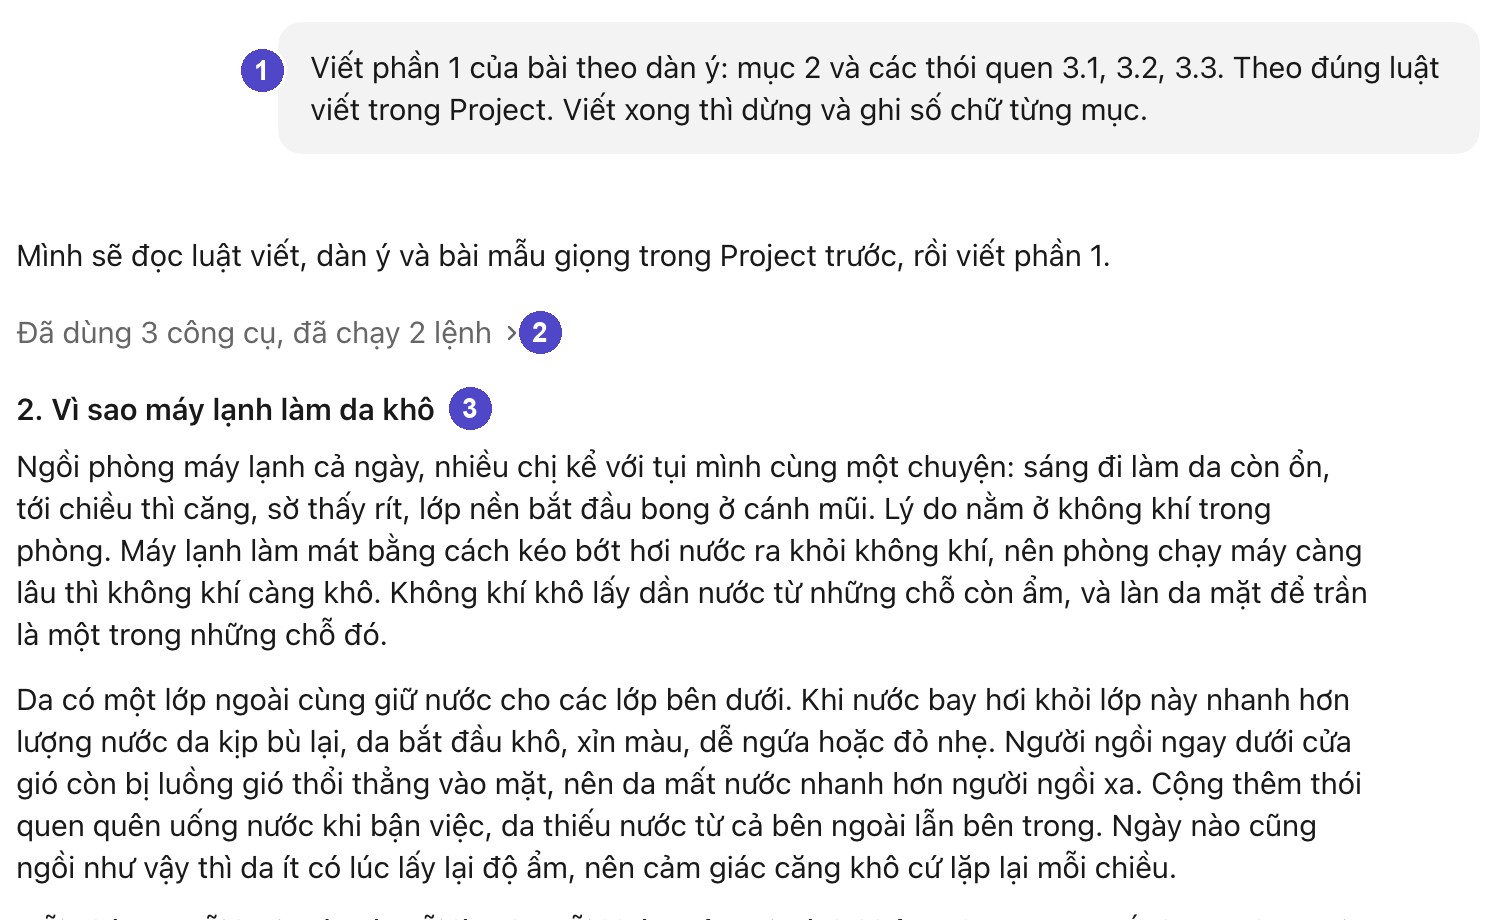 1
Viết phần 1 của bài theo dàn ý: mục 2 và các thói quen 3.1, 3.2, 3.3. Theo đúng luật
viết trong Project. Viết xong thì dừng và ghi số chữ từng mục.
Mình sẽ đọc luật viết, dàn ý và bài mẫu giọng trong Project trước, rồi viết phần 1.
Đã dùng 3 công cụ, đã chạy 2 lệnh › 2
2. Vì sao máy lạnh làm da khô 3
Ngồi phòng máy lạnh cả ngày, nhiều chị kể với tụi mình cùng một chuyện: sáng đi làm da còn ổn,
tới chiều thì căng, sờ thấy rít, lớp nền bắt đầu bong ở cánh mũi. Lý do nằm ở không khí trong
phòng. Máy lạnh làm mát bằng cách kéo bớt hơi nước ra khỏi không khí, nên phòng chạy máy càng
lâu thì không khí càng khô. Không khí khô lấy dần nước từ những chỗ còn ẩm, và làn da mặt để trần
là một trong những chỗ đó.
Da có một lớp ngoài cùng giữ nước cho các lớp bên dưới. Khi nước bay hơi khỏi lớp này nhanh hơn
lượng nước da kịp bù lại, da bắt đầu khô, xỉn màu, dễ ngứa hoặc đỏ nhẹ. Người ngồi ngay dưới cửa
gió còn bị luồng gió thổi thẳng vào mặt, nên da mất nước nhanh hơn người ngồi xa. Cộng thêm thói
quen quên uống nước khi bận việc, da thiếu nước từ cả bên ngoài lẫn bên trong. Ngày nào cũng
ngồi như vậy thì da ít có lúc lấy lại độ ẩm, nên cảm giác căng khô cứ lặp lại mỗi chiều.